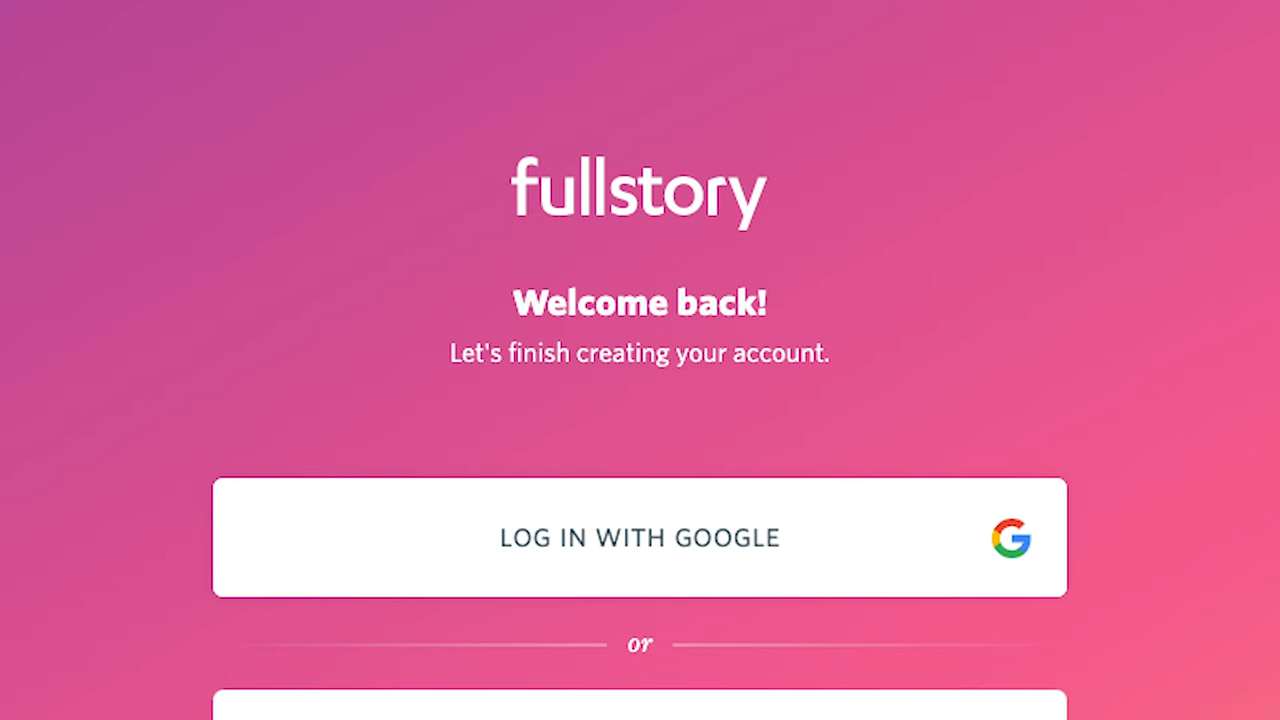 fullstory
Welcome back!
Let's finish creating your account.
LOG IN WITH GOOGLE
or